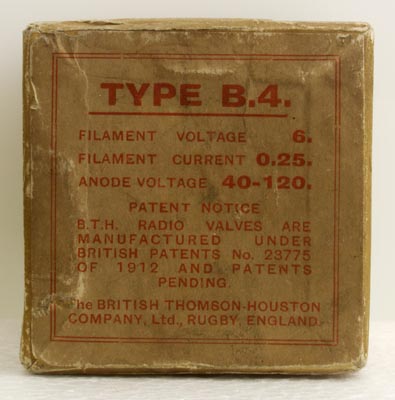 TYPE B.4.
FILAMENT VOLTAGE 6.
FILAMENT CURRENT 0.25.
ANODE VOLTAGE 40-120.
PATENT NOTICE
B.T.H. RADIO VALVES ARE
MANUFACTURED UNDER
BRITISH PATENTS No. 23775
OF 1912 AND PATENTS
PENDING.
The BRITISH THOMSON-HOUSTON
COMPANY, Ltd., RUGBY, ENGLAND.